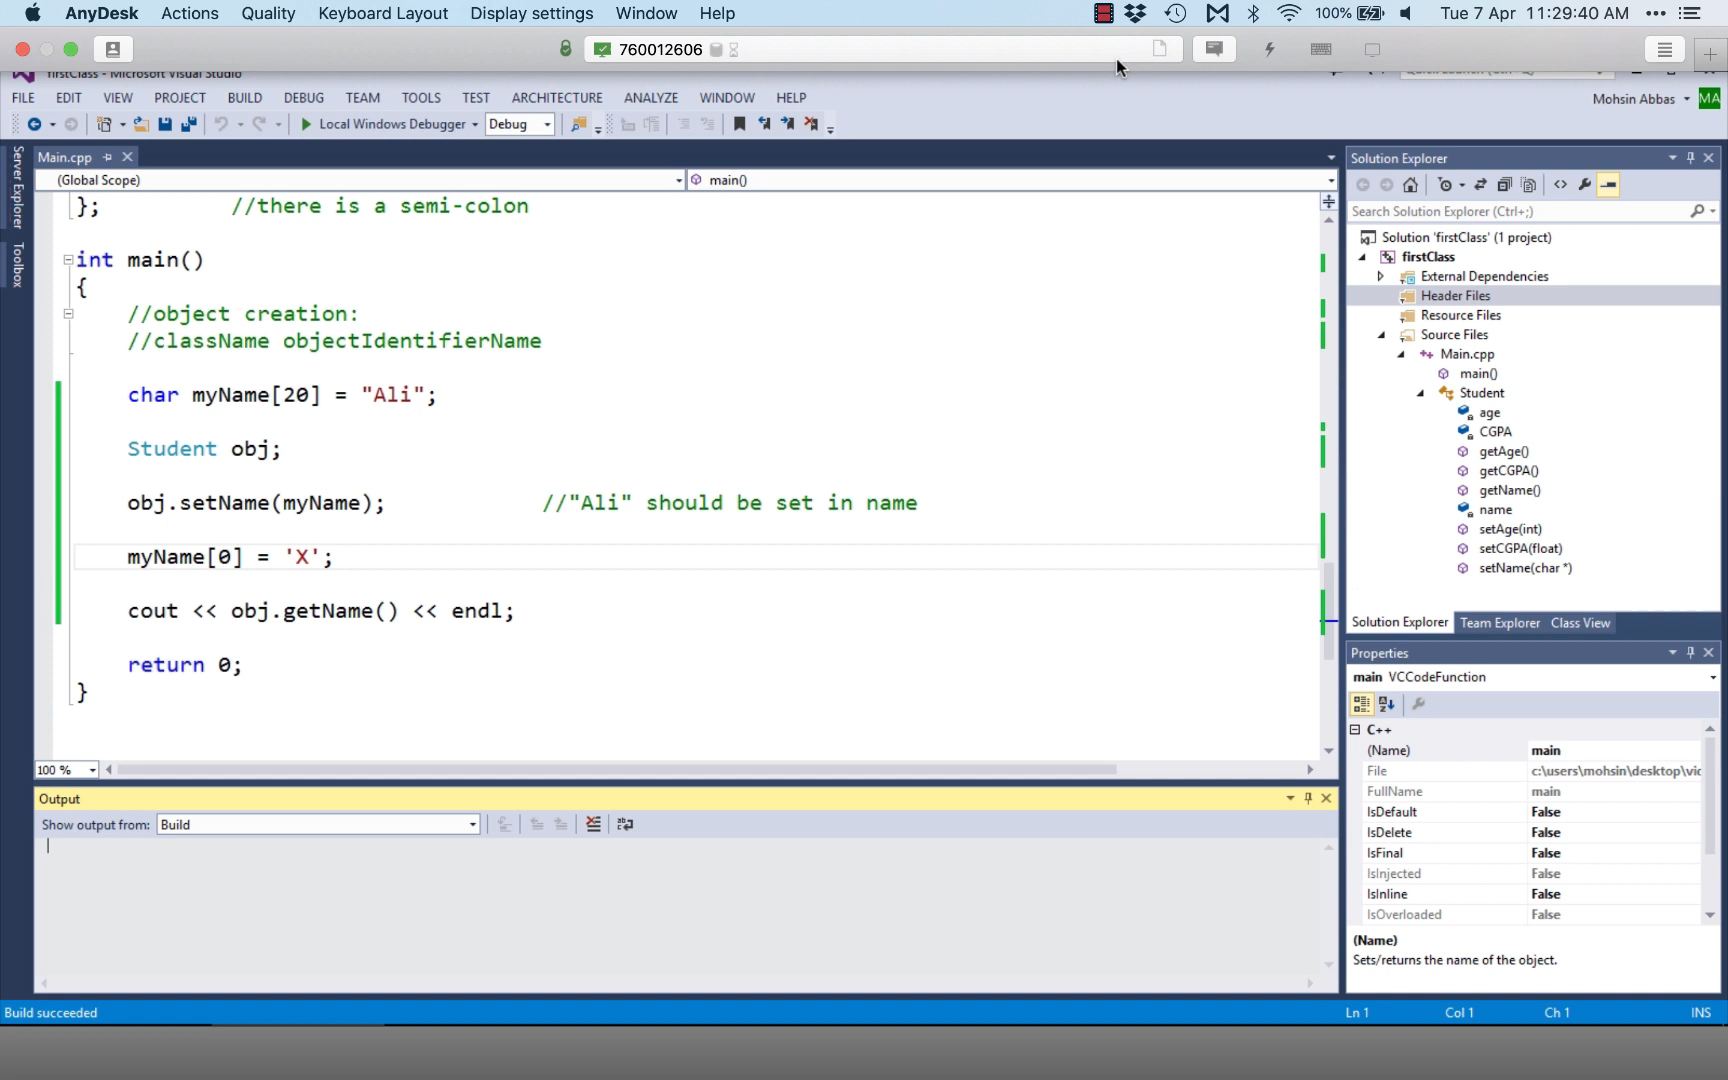 AnyDesk Actions Quality Keyboard Layout Display settings Window Help 100% Tue 7 Apr 11:29:40 AM
760012606
firstClass - Microsoft Visual Studio
FILE EDIT VIEW PROJECT BUILD DEBUG TEAM TOOLS TEST ARCHITECTURE ANALYZE WINDOW HELP Mohsin Abbas MA
Local Windows Debugger Debug
Server Explorer
Toolbox
Main.cpp
(Global Scope) main()
}; //there is a semi-colon
int main()
{
//object creation:
//className objectIdentifierName
char myName[20] = "Ali";
Student obj;
obj.setName(myName); //"Ali" should be set in name
myName[0] = 'X';
cout << obj.getName() << endl;
return 0;
}
100 %
Output
Show output from: Build
Solution Explorer
Search Solution Explorer (Ctrl+;)
Solution 'firstClass' (1 project)
firstClass
External Dependencies
Header Files
Resource Files
Source Files
Main.cpp
main()
Student
age
CGPA
getAge()
getCGPA()
getName()
name
setAge(int)
setCGPA(float)
setName(char *)
Solution Explorer Team Explorer Class View
Properties
main VCCodeFunction
C++
(Name) main
File c:\users\mohsin\desktop\vic
FullName main
IsDefault False
IsDelete False
IsFinal False
IsInjected False
IsInline False
IsOverloaded False
(Name)
Sets/returns the name of the object.
Build succeeded Ln 1 Col 1 Ch 1 INS